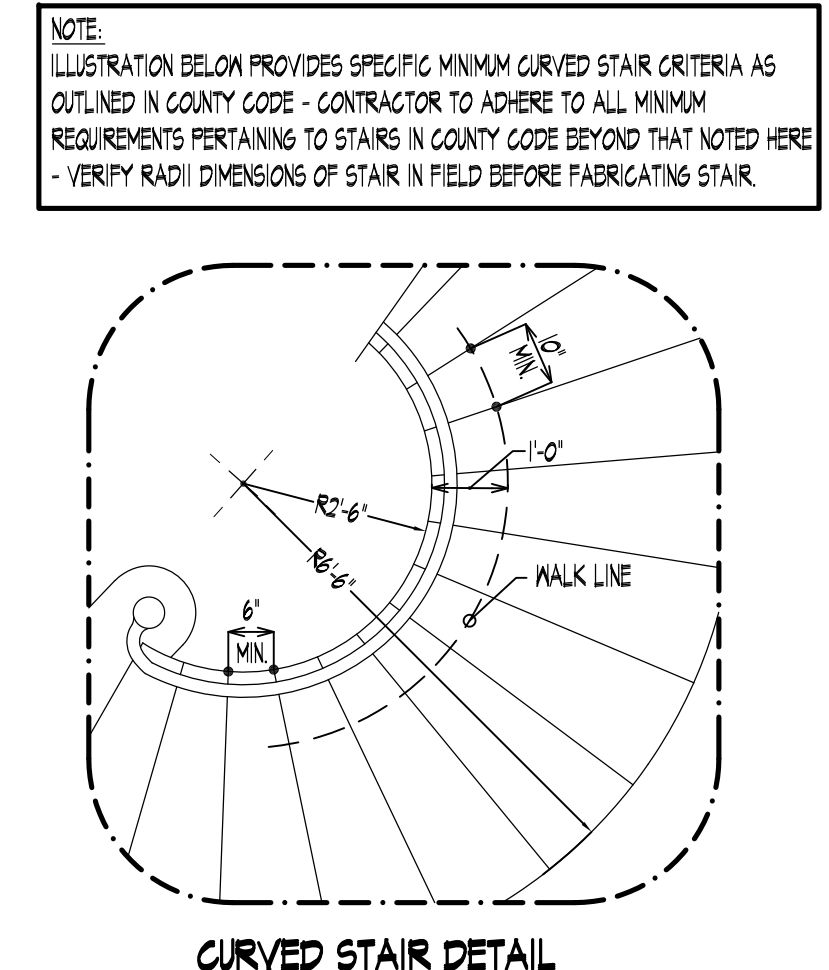 NOTE:
ILLUSTRATION BELOW PROVIDES SPECIFIC MINIMUM CURVED STAIR CRITERIA AS
OUTLINED IN COUNTY CODE - CONTRACTOR TO ADHERE TO ALL MINIMUM
REQUIREMENTS PERTAINING TO STAIRS IN COUNTY CODE BEYOND THAT NOTED HERE
- VERIFY RADII DIMENSIONS OF STAIR IN FIELD BEFORE FABRICATING STAIR.
10"
MIN.
1'-0"
R2'-6"
R6'-6"
WALK LINE
6"
MIN.
CURVED STAIR DETAIL